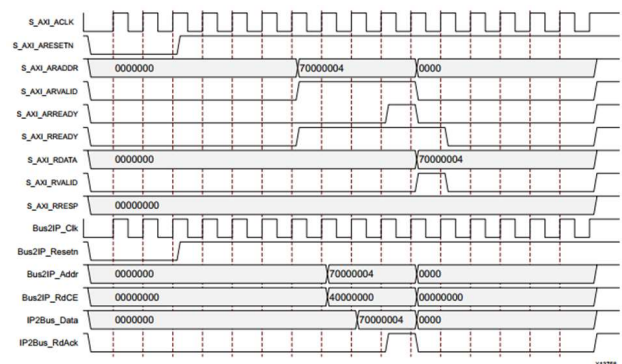 S_AXI_ACLK
S_AXI_ARESETN
S_AXI_ARADDR 0000000 70000004 0000
S_AXI_ARVALID
S_AXI_ARREADY
S_AXI_RREADY
S_AXI_RDATA 0000000 70000004
S_AXI_RVALID
S_AXI_RRESP 00000000
Bus2IP_Clk
Bus2IP_Resetn
Bus2IP_Addr 0000000 70000004 0000
Bus2IP_RdCE 00000000 40000000 00000000
IP2Bus_Data 0000000 70000004 0000
IP2Bus_RdAck